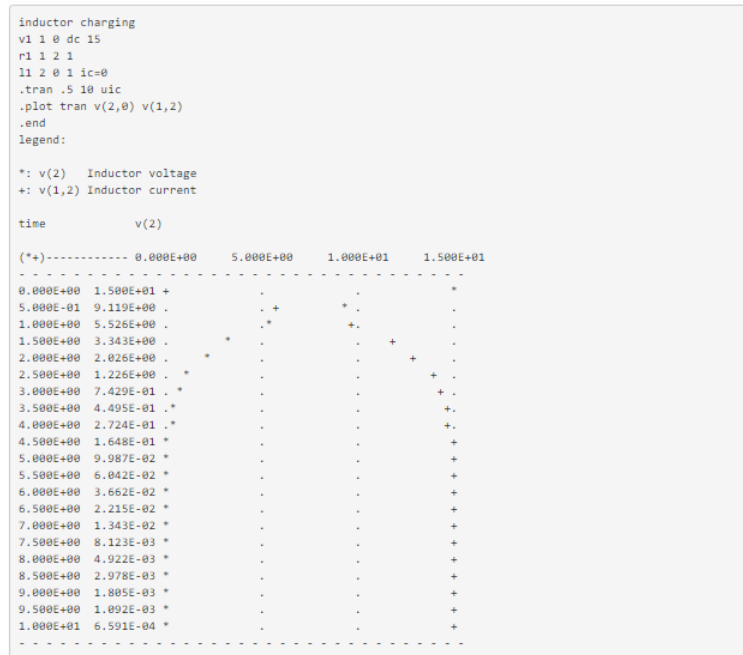 inductor charging
v1 1 0 dc 15
r1 1 2 1
l1 2 0 1 ic=0
.tran .5 10 uic
.plot tran v(2,0) v(1,2)
.end
legend:
*: v(2)   Inductor voltage
+: v(1,2) Inductor current
time             v(2)
(*+)------------ 0.000E+00     5.000E+00     1.000E+01     1.500E+01
- - - - - - - - - - - - - - - - - - - - - - - - - - - - - - - - -
0.000E+00  1.500E+01 +             .             .             *
5.000E-01  9.119E+00 .             . +         * .             .
1.000E+00  5.526E+00 .             .*           +.             .
1.500E+00  3.343E+00 .        *    .             .    +        .
2.000E+00  2.026E+00 .     *       .             .       +     .
2.500E+00  1.226E+00 .  *          .             .          +  .
3.000E+00  7.429E-01 . *           .             .           + .
3.500E+00  4.495E-01 .*            .             .            +.
4.000E+00  2.724E-01 .*            .             .            +.
4.500E+00  1.648E-01 *             .             .             +
5.000E+00  9.987E-02 *             .             .             +
5.500E+00  6.042E-02 *             .             .             +
6.000E+00  3.662E-02 *             .             .             +
6.500E+00  2.215E-02 *             .             .             +
7.000E+00  1.343E-02 *             .             .             +
7.500E+00  8.123E-03 *             .             .             +
8.000E+00  4.922E-03 *             .             .             +
8.500E+00  2.978E-03 *             .             .             +
9.000E+00  1.805E-03 *             .             .             +
9.500E+00  1.092E-03 *             .             .             +
1.000E+01  6.591E-04 *             .             .             +
- - - - - - - - - - - - - - - - - - - - - - - - - - - - - - - - -